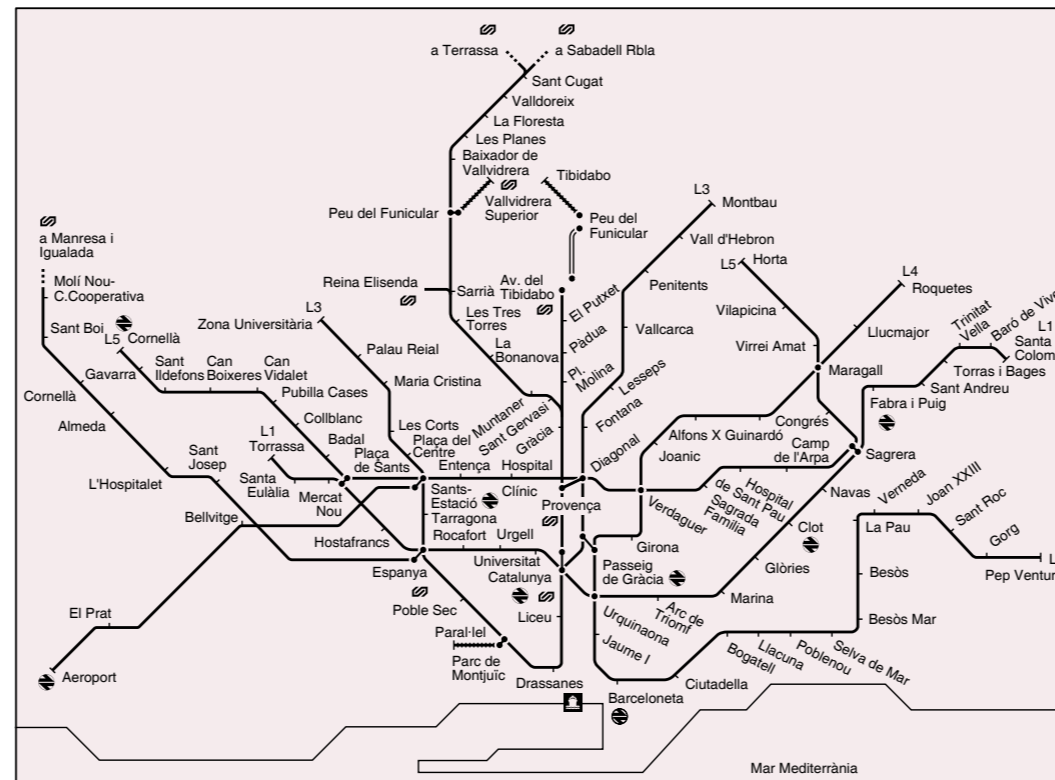 a Terrassa
a Sabadell Rbla
Sant Cugat
Valldoreix
La Floresta
Les Planes
Baixador de
Vallvidrera
Tibidabo
Vallvidrera
Superior
Peu del Funicular
Peu del
Funicular
L3
Montbau
a Manresa i
Igualada
Vall d'Hebron
L5
Horta
L4
Roquetes
Molí Nou-
C.Cooperativa
Reina Elisenda
Sarrià
Av. del
Tibidabo
El Putxet
Penitents
Vilapicina
Trinitat
Vella
L1
Santa
Sant Boi
L5
Cornellà
L3
Zona Universitària
Les Tres
Torres
Pàdua
Vallcarca
Llucmajor
Virrei Amat
Torras i Bages
Gavarra
Sant
Ildefons
Can
Boixeres
Can
Vidalet
Palau Reial
La
Bonanova
Pl.
Molina
Lesseps
Maragall
Sant Andreu
Fabra i Puig
Cornellà
Pubilla Cases
Maria Cristina
Muntaner
Sant Gervasi
Gràcia
Fontana
Almeda
Collblanc
Les Corts
Plaça del
Centre
Diagonal
Alfons X
Guinardó
Joanic
Congrés
Camp
de l'Arpa
Sagrera
L1
Torrassa
Badal
Plaça
de Sants
Entença
Hospital
Clínic
Provença
Sant
Josep
L'Hospitalet
Santa
Eulàlia
Mercat
Nou
Sants-
Estació
Verdaguer
Sagrada
Familia
Hospital
de Sant Pau
Navas
Verneda
Joan XXIII
Bellvitge
Hostafrancs
Tarragona
Rocafort
Urgell
Girona
Clot
La Pau
Sant Roc
Gorg
Espanya
Universitat
Catalunya
Passeig
de Gràcia
Glòries
Besòs
Pep Ventur
El Prat
Poble Sec
Liceu
Urquinaona
Arc de
Triomf
Marina
Besòs Mar
Paral·lel
Parc de
Montjuïc
Jaume I
Bogatell
Llacuna
Poblenou
Selva de Mar
Aeroport
Drassanes
Barceloneta
Ciutadella
Mar Mediterrània